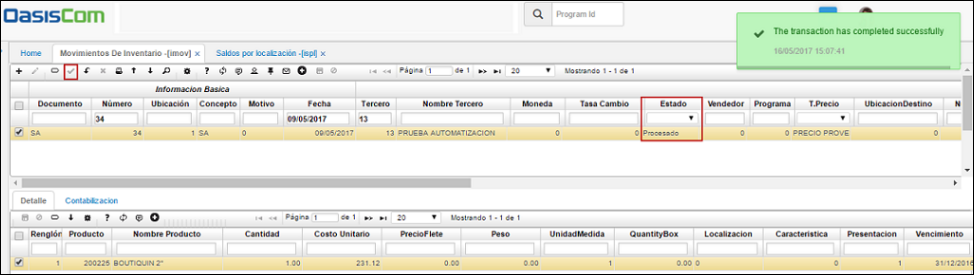 OasisCom
Program Id
The transaction has completed successfully
16/05/2017 15:07:41
Home Movimientos De Inventario -[imov] x Saldos por localización -[ispl] x
Página 1 de 1 20 Mostrando 1 - 1 de 1
Informacion Basica
Documento Número Ubicación Concepto Motivo Fecha Tercero Nombre Tercero Moneda Tasa Cambio Estado Vendedor Programa T.Precio UbicacionDestino
34 09/05/2017 13
SA 34 1 SA 0 09/05/2017 13 PRUEBA AUTOMATIZACION 0 0 Procesado 0 0 PRECIO PROVE 0
Detalle Contabilizacion
Página 1 de 1 20 Mostrando 1 - 1 de 1
Renglón Producto Nombre Producto Cantidad Costo Unitario PrecioFlete Peso UnidadMedida QuantityBox Localizacion Caracteristica Presentacion Vencimiento
1 200225 BOUTIQUIN 2" 1.00 231.12 0.00 0.00 1 0.00 0 0 1 31/12/201